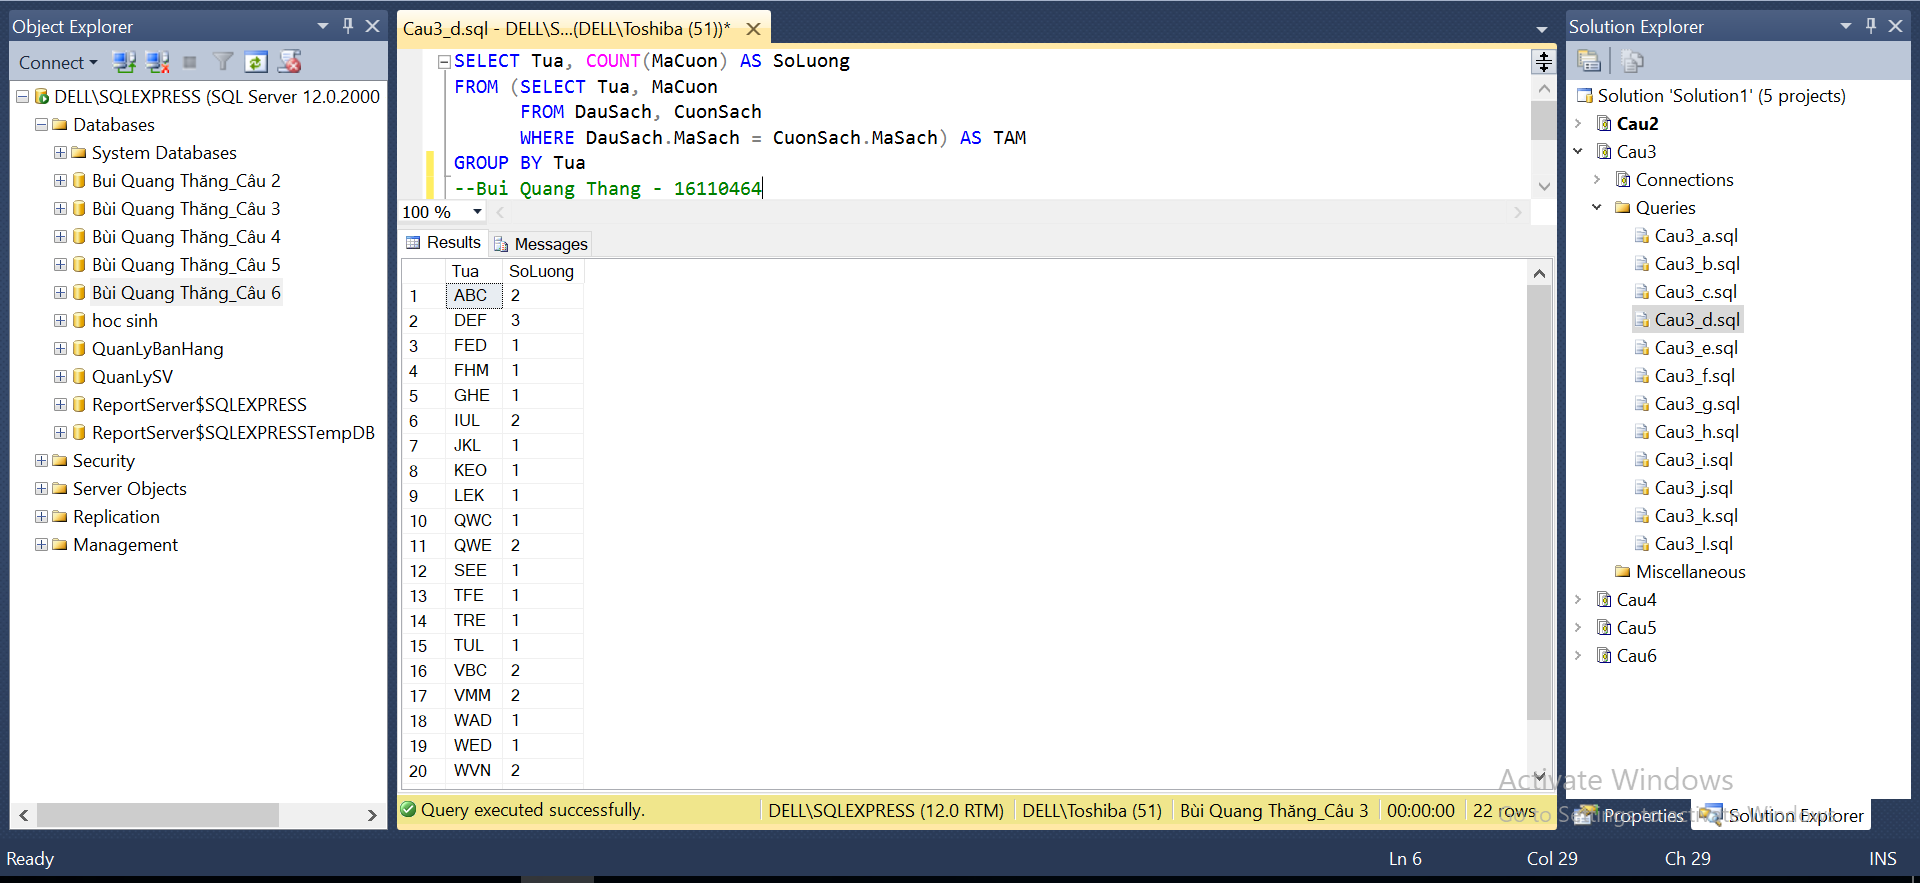 Object Explorer
Connect
DELL\SQLEXPRESS (SQL Server 12.0.2000
Databases
System Databases
Bui Quang Thăng_Câu 2
Bùi Quang Thăng_Câu 3
Bùi Quang Thăng_Câu 4
Bùi Quang Thăng_Câu 5
Bùi Quang Thăng_Câu 6
hoc sinh
QuanLyBanHang
QuanLySV
ReportServer$SQLEXPRESS
ReportServer$SQLEXPRESSTempDB
Security
Server Objects
Replication
Management
Cau3_d.sql - DELL\S...(DELL\Toshiba (51))*
SELECT Tua, COUNT(MaCuon) AS SoLuong
FROM (SELECT Tua, MaCuon
FROM DauSach, CuonSach
WHERE DauSach.MaSach = CuonSach.MaSach) AS TAM
GROUP BY Tua
--Bui Quang Thang - 16110464
100 %
Results
Messages
Tua SoLuong
1 ABC 2
2 DEF 3
3 FED 1
4 FHM 1
5 GHE 1
6 IUL 2
7 JKL 1
8 KEO 1
9 LEK 1
10 QWC 1
11 QWE 2
12 SEE 1
13 TFE 1
14 TRE 1
15 TUL 1
16 VBC 2
17 VMM 2
18 WAD 1
19 WED 1
20 WVN 2
Query executed successfully.
DELL\SQLEXPRESS (12.0 RTM)
DELL\Toshiba (51)
Bùi Quang Thăng_Câu 3
00:00:00
22 rows
Solution Explorer
Solution 'Solution1' (5 projects)
Cau2
Cau3
Connections
Queries
Cau3_a.sql
Cau3_b.sql
Cau3_c.sql
Cau3_d.sql
Cau3_e.sql
Cau3_f.sql
Cau3_g.sql
Cau3_h.sql
Cau3_i.sql
Cau3_j.sql
Cau3_k.sql
Cau3_l.sql
Miscellaneous
Cau4
Cau5
Cau6
Activate Windows
Go to Settings to activate Windows.
Properties
Solution Explorer
Ready
Ln 6
Col 29
Ch 29
INS